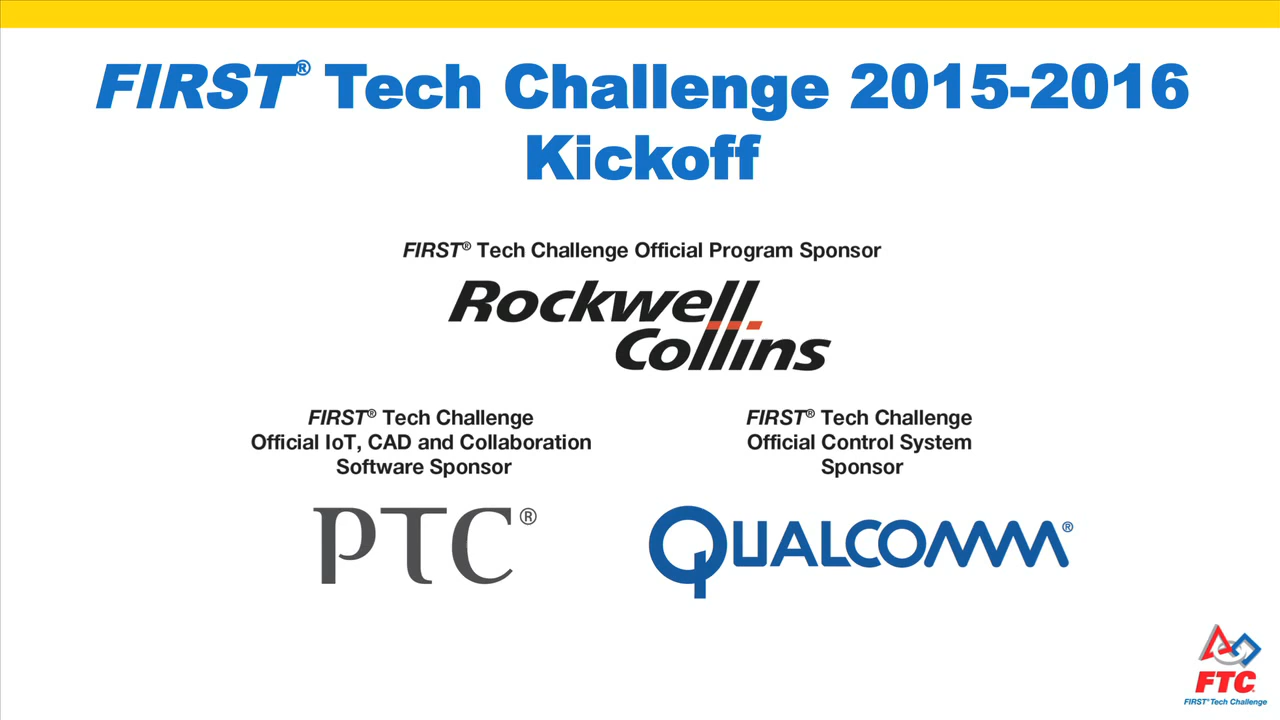 FIRST® Tech Challenge 2015-2016
Kickoff
FIRST® Tech Challenge Official Program Sponsor
Rockwell
Collins
FIRST® Tech Challenge
Official IoT, CAD and Collaboration
Software Sponsor
PTC®
FIRST® Tech Challenge
Official Control System
Sponsor
QUALCOMM®
FTC
FIRST® Tech Challenge